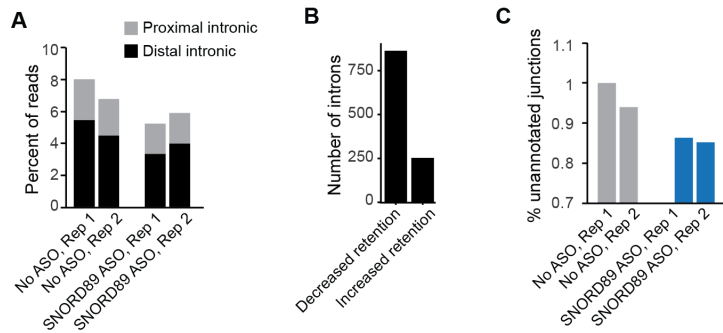 A
Proximal intronic
Distal intronic
Percent of reads
10
8
6
4
2
0
No ASO, Rep 1
No ASO, Rep 2
SNORD89 ASO, Rep 1
SNORD89 ASO, Rep 2
B
Number of introns
750
500
250
0
Decreased retention
Increased retention
C
% unannotated junctions
1.1
1
0.9
0.8
0.7
No ASO, Rep 1
No ASO, Rep 2
SNORD89 ASO, Rep 1
SNORD89 ASO, Rep 2